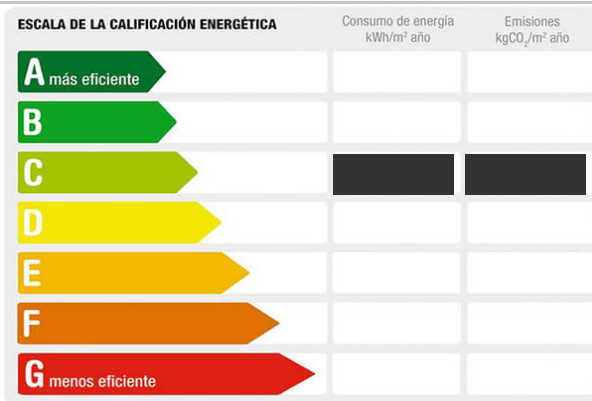 ESCALA DE LA CALIFICACIÓN ENERGÉTICA
Consumo de energía
kWh/m² año
Emisiones
kgCO₂/m² año
A más eficiente
B
C
D
E
F
G menos eficiente